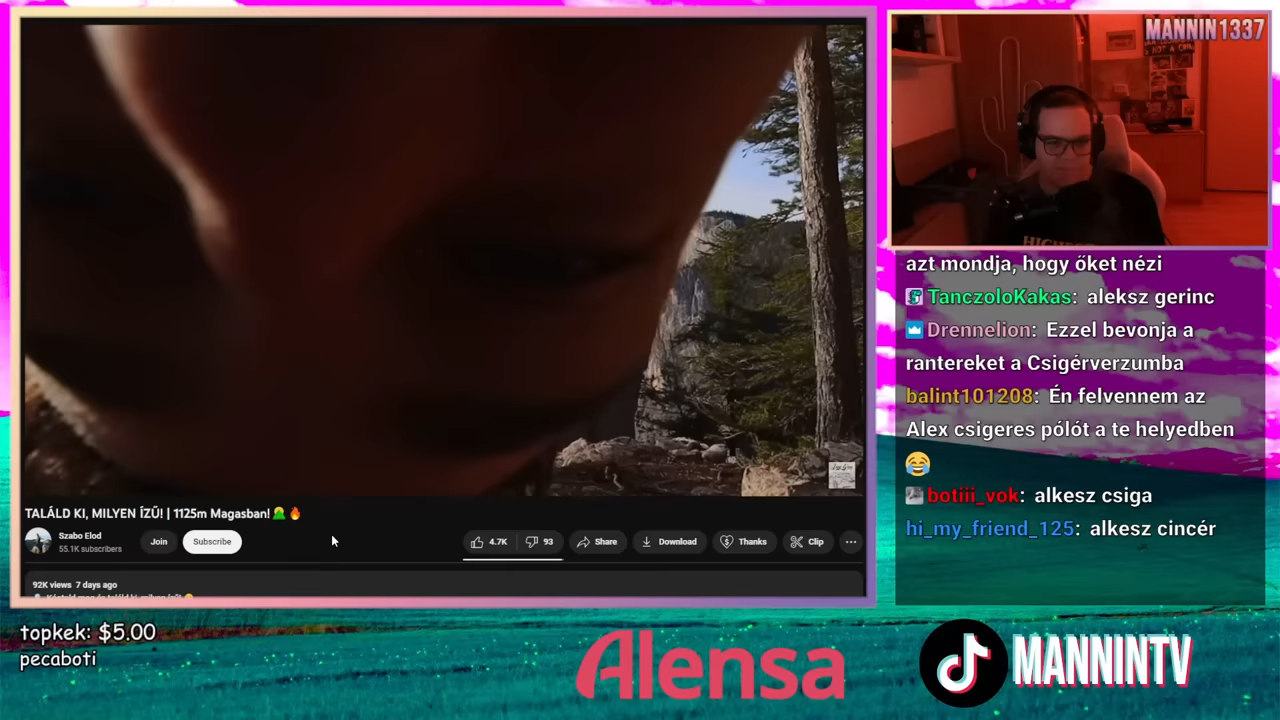 TALÁLD KI, MILYEN ÍZŰ! | 1125m Magasban!🤮🔥
Szabo Elod
55.1K subscribers
Join
Subscribe
4.7K
93
Share
Download
Thanks
Clip
92K views 7 days ago
MANNIN1337
azt mondja, hogy őket nézi
TanczoloKakas: aleksz gerinc
Drennelion: Ezzel bevonja a
rantereket a Csigérverzumba
balint101208: Én felvennem az
Alex csigeres pólót a te helyedben
😂
botiii_vok: alkesz csiga
hi_my_friend_125: alkesz cincér
topkek: $5.00
pecaboti
Alensa
MANNINTV